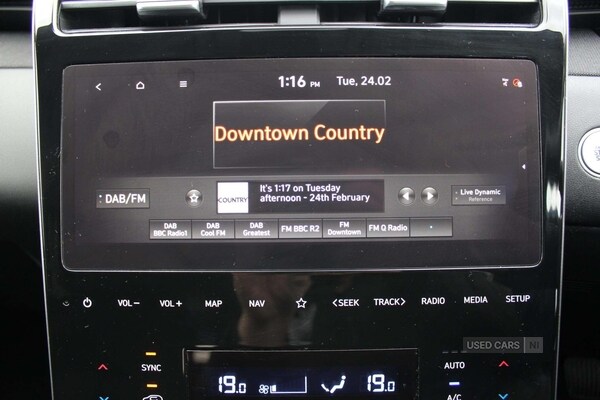 1:16 PM Tue, 24.02
Downtown Country
DAB/FM
COUNTRY
It's 1:17 on Tuesday
afternoon - 24th February
Live Dynamic
Reference
DAB
BBC Radio1
DAB
Cool FM
DAB
Greatest
FM BBC R2
FM
Downtown
FM Q Radio
VOL− VOL+ MAP NAV <SEEK TRACK> RADIO MEDIA SETUP
USED CARS NI
SYNC
AUTO
19.0 19.0
A/C